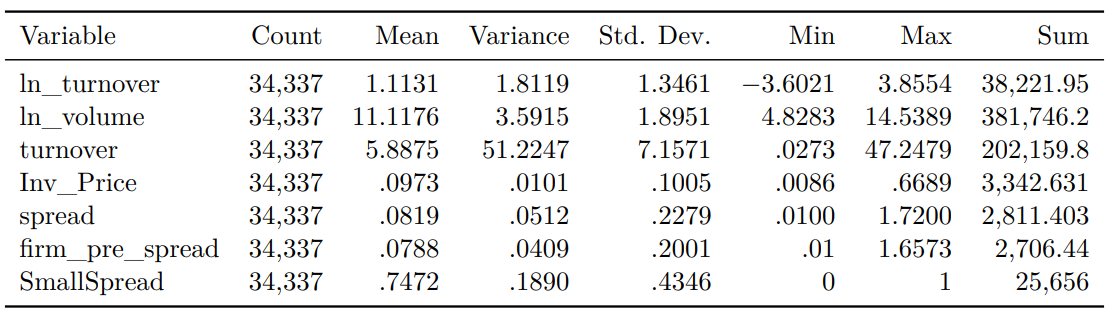 Variable Count Mean Variance Std. Dev. Min Max Sum
ln_turnover 34,337 1.1131 1.8119 1.3461 −3.6021 3.8554 38,221.95
ln_volume 34,337 11.1176 3.5915 1.8951 4.8283 14.5389 381,746.2
turnover 34,337 5.8875 51.2247 7.1571 .0273 47.2479 202,159.8
Inv_Price 34,337 .0973 .0101 .1005 .0086 .6689 3,342.631
spread 34,337 .0819 .0512 .2279 .0100 1.7200 2,811.403
firm_pre_spread 34,337 .0788 .0409 .2001 .01 1.6573 2,706.44
SmallSpread 34,337 .7472 .1890 .4346 0 1 25,656